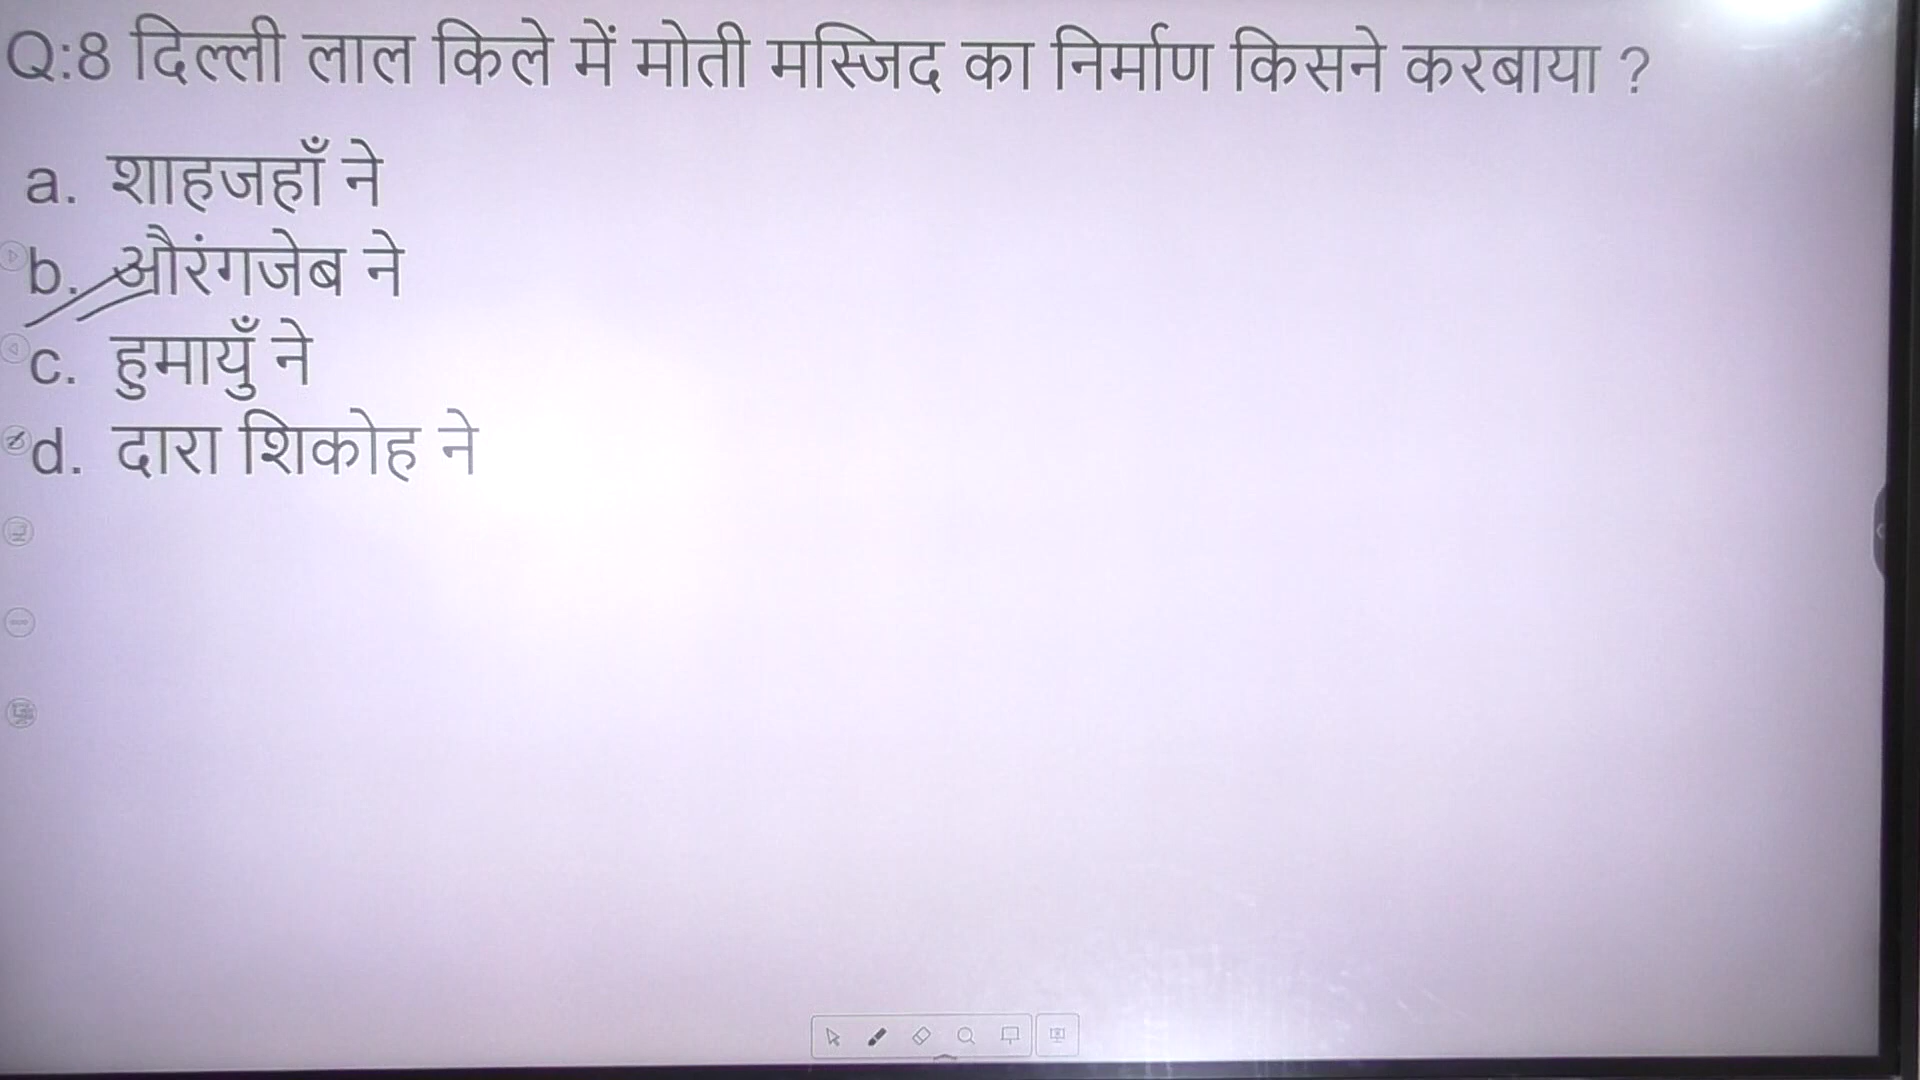 Q:8 दिल्ली लाल किले में मोती मस्जिद का निर्माण किसने करबाया ?
a. शाहजहाँ ने
b. औरंगजेब ने
c. हुमायुँ ने
d. दारा शिकोह ने